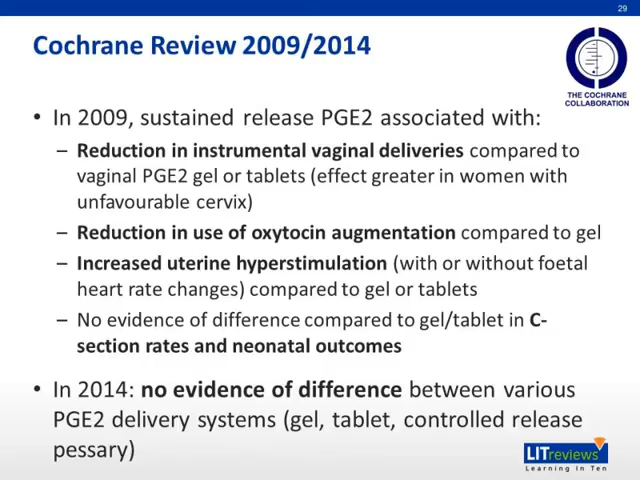 29
Cochrane Review 2009/2014
THE COCHRANE
COLLABORATION
• In 2009, sustained release PGE2 associated with:
– Reduction in instrumental vaginal deliveries compared to
vaginal PGE2 gel or tablets (effect greater in women with
unfavourable cervix)
– Reduction in use of oxytocin augmentation compared to gel
– Increased uterine hyperstimulation (with or without foetal
heart rate changes) compared to gel or tablets
– No evidence of difference compared to gel/tablet in C-
section rates and neonatal outcomes
• In 2014: no evidence of difference between various
PGE2 delivery systems (gel, tablet, controlled release
pessary)
LITreviews
Learning In Ten